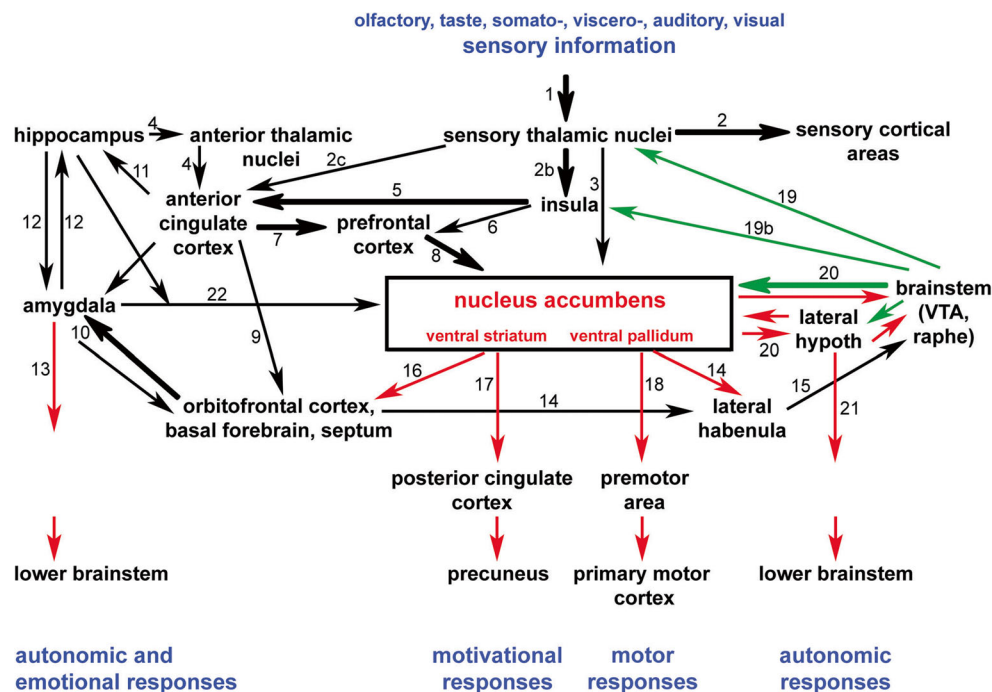 olfactory, taste, somato-, viscero-, auditory, visual
sensory information
1
hippocampus
4
anterior thalamic
nuclei
sensory thalamic nuclei
2
sensory cortical
areas
11
4
2c
2b
3
12
12
anterior
cingulate
cortex
5
insula
19
7
prefrontal
cortex
6
19b
8
amygdala
22
nucleus accumbens
ventral striatum
ventral pallidum
20
brainstem
(VTA,
raphe)
lateral
hypoth
20
10
13
9
16
17
18
14
15
21
orbitofrontal cortex,
basal forebrain, septum
14
lateral
habenula
posterior cingulate
cortex
premotor
area
lower brainstem
precuneus
primary motor
cortex
lower brainstem
autonomic and
emotional responses
motivational
responses
motor
responses
autonomic
responses